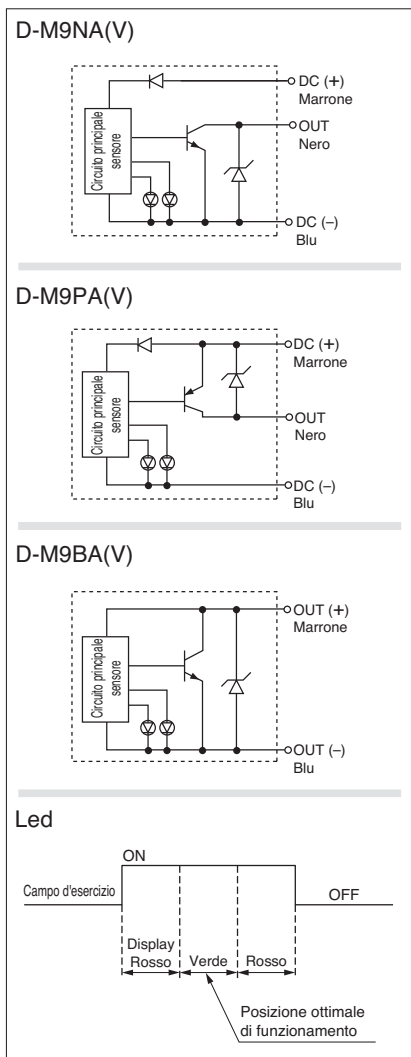 D-M9NA(V)
DC (+)
Marrone
OUT
Nero
Circuito principale
sensore
DC (–)
Blu
D-M9PA(V)
DC (+)
Marrone
Circuito principale
sensore
OUT
Nero
DC (–)
Blu
D-M9BA(V)
OUT (+)
Marrone
Circuito principale
sensore
OUT (–)
Blu
Led
ON
Campo d'esercizio
OFF
Display
Rosso
Verde
Rosso
Posizione ottimale
di funzionamento